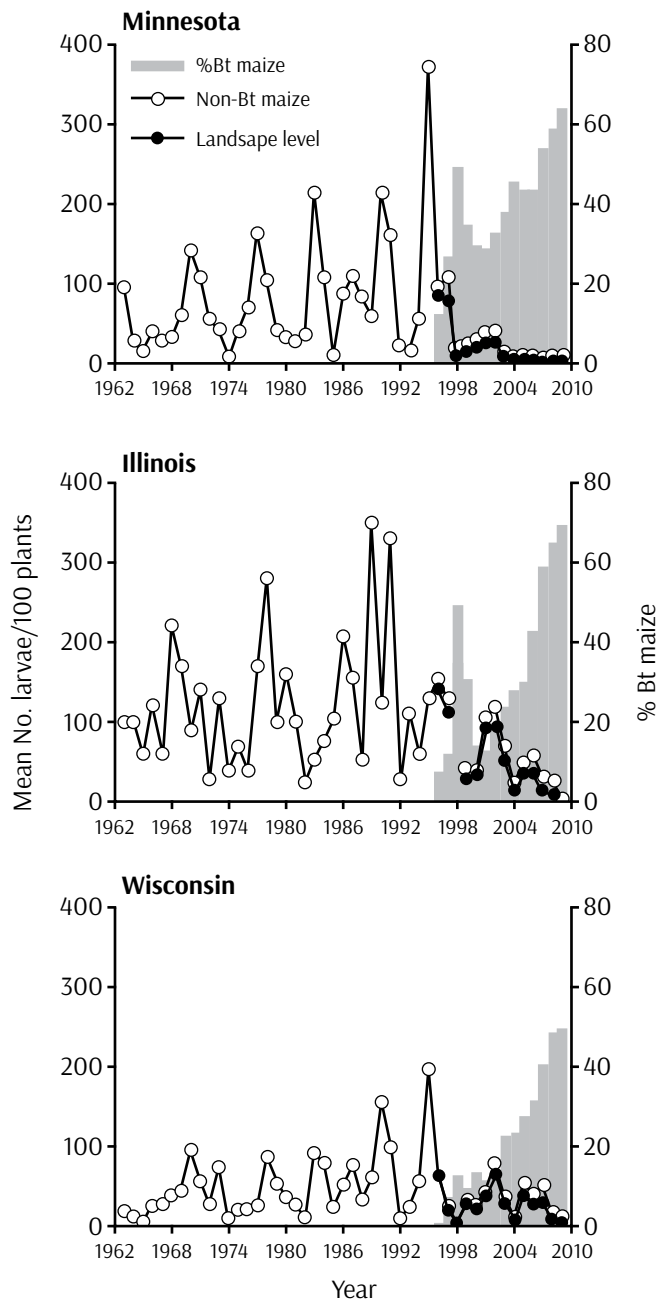 Minnesota
400 80
%Bt maize
Non-Bt maize
300 60
Landsape level
200 40
100 20
0 0
1962 1968 1974 1980 1986 1992 1998 2004 2010
Illinois
400 80
300 60
200 40
100 20
0 0
1962 1968 1974 1980 1986 1992 1998 2004 2010
Mean No. larvae/100 plants
% Bt maize
Wisconsin
400 80
300 60
200 40
100 20
0 0
1962 1968 1974 1980 1986 1992 1998 2004 2010
Year